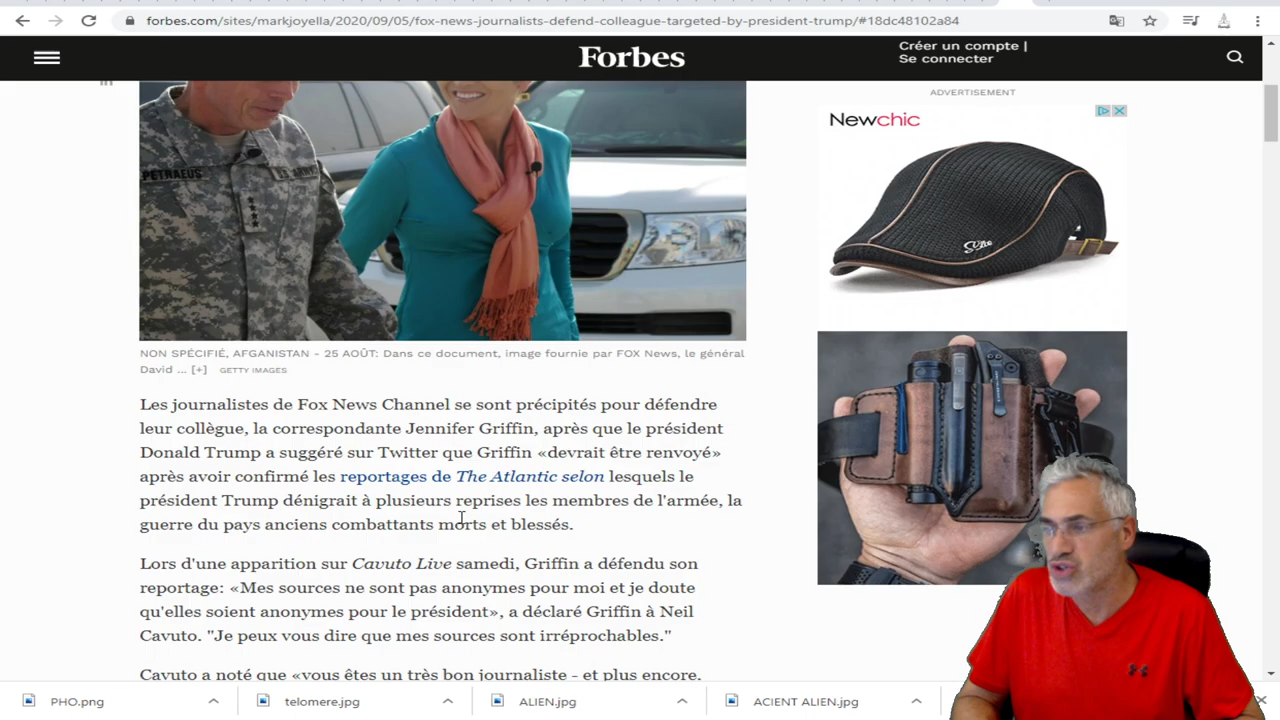 forbes.com/sites/markjoyella/2020/09/05/fox-news-journalists-defend-colleague-targeted-by-president-trump/#18dc48102a84
Forbes
Créer un compte |
Se connecter
in
ADVERTISEMENT
Newchic
PETRAEUS
U.S. ARMY
NON SPÉCIFIÉ, AFGANISTAN - 25 AOÛT: Dans ce document, image fournie par FOX News, le général
David ... [+] GETTY IMAGES
Les journalistes de Fox News Channel se sont précipités pour défendre
leur collègue, la correspondante Jennifer Griffin, après que le président
Donald Trump a suggéré sur Twitter que Griffin «devrait être renvoyé»
après avoir confirmé les reportages de The Atlantic selon lesquels le
président Trump dénigrait à plusieurs reprises les membres de l'armée, la
guerre du pays anciens combattants morts et blessés.
Lors d'une apparition sur Cavuto Live samedi, Griffin a défendu son
reportage: «Mes sources ne sont pas anonymes pour moi et je doute
qu'elles soient anonymes pour le président», a déclaré Griffin à Neil
Cavuto. "Je peux vous dire que mes sources sont irréprochables."
Cavuto a noté que «vous êtes un très bon journaliste - et plus encore,
PHO.png
telomere.jpg
ALIEN.jpg
ACIENT ALIEN.jpg